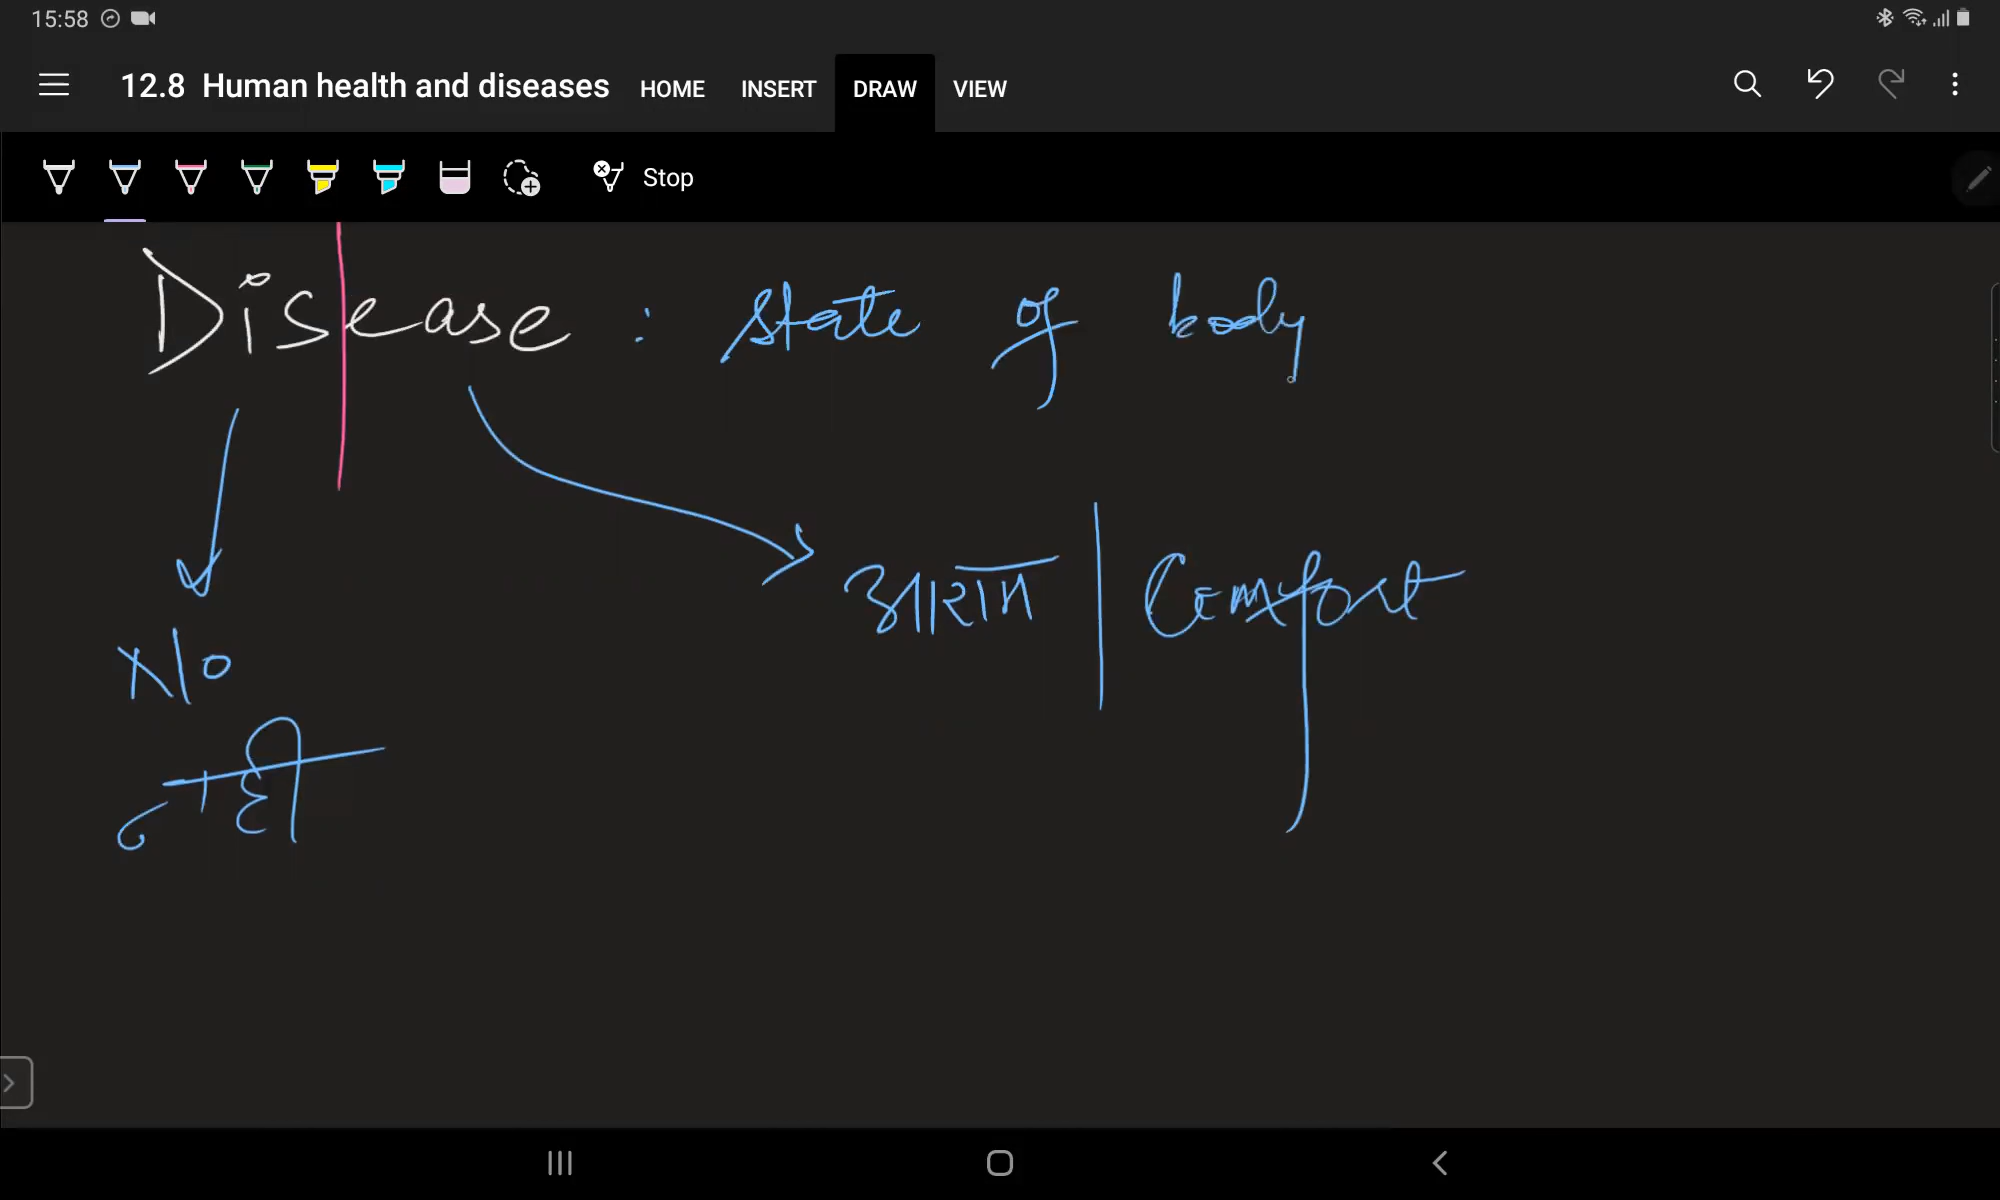 15:58
12.8 Human health and diseases HOME INSERT DRAW VIEW
Stop
Disease : state of body
आराम | Comfort
N/o
नही